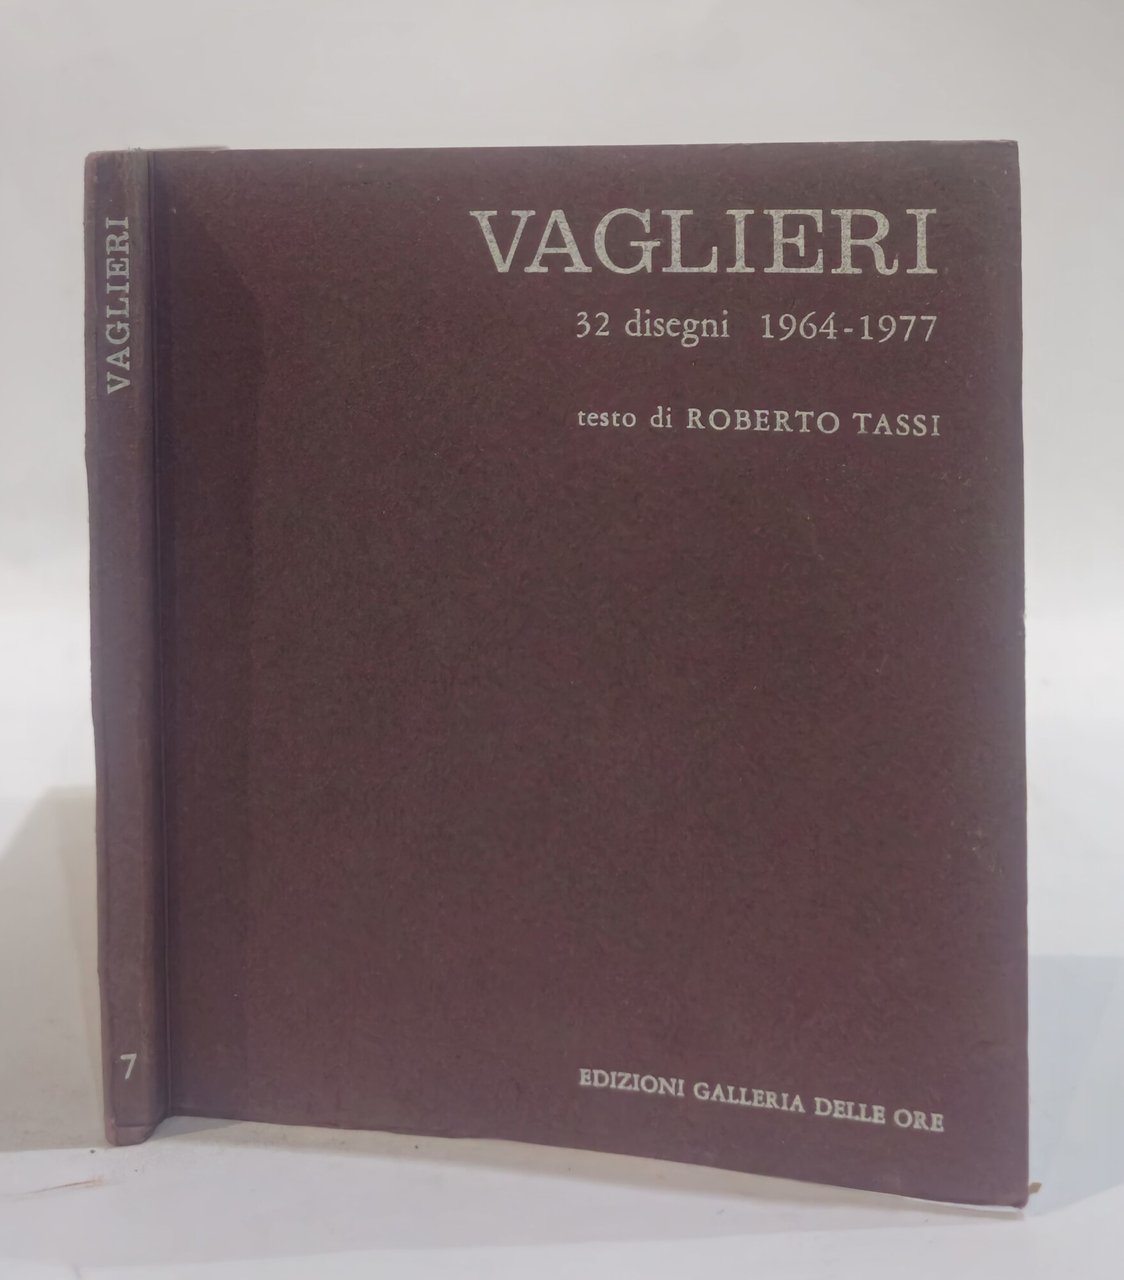 VAGLIERI
7
VAGLIERI
32 disegni 1964-1977
testo di ROBERTO TASSI
EDIZIONI GALLERIA DELLE ORE